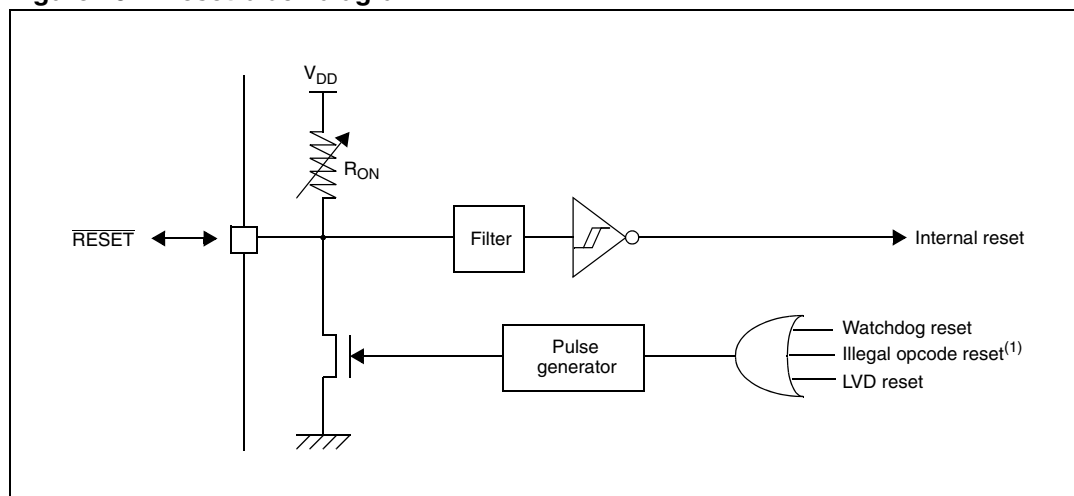 V_DD
R_ON
RESET
Filter
Internal reset
Pulse
generator
Watchdog reset
Illegal opcode reset(1)
LVD reset